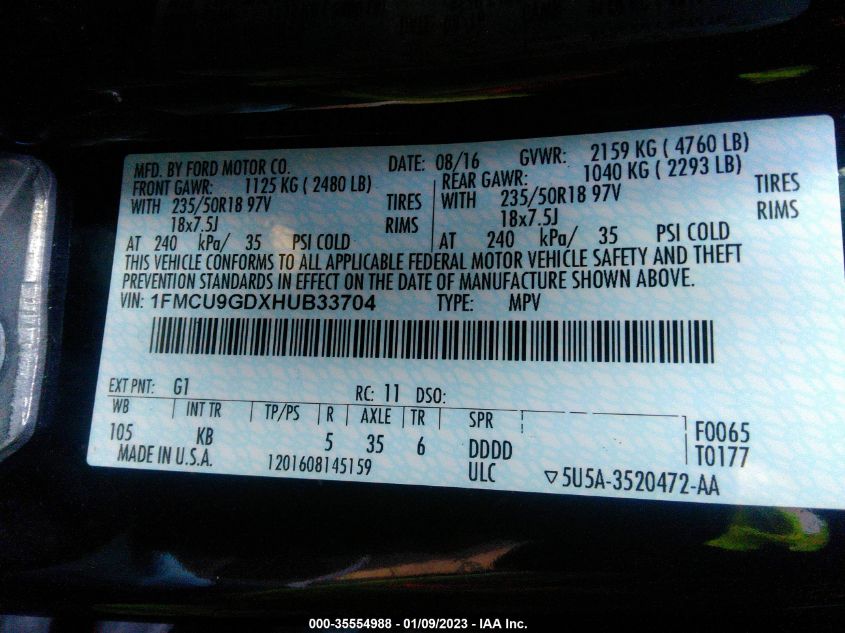 MFD. BY FORD MOTOR CO. DATE: 08/16 GVWR: 2159 KG ( 4760 LB)
FRONT GAWR: 1125 KG ( 2480 LB) REAR GAWR: 1040 KG ( 2293 LB)
WITH 235/50R18 97V TIRES WITH 235/50R18 97V TIRES
18x7.5J RIMS 18x7.5J RIMS
AT 240 kPa/ 35 PSI COLD AT 240 kPa/ 35 PSI COLD
THIS VEHICLE CONFORMS TO ALL APPLICABLE FEDERAL MOTOR VEHICLE SAFETY AND THEFT
PREVENTION STANDARDS IN EFFECT ON THE DATE OF MANUFACTURE SHOWN ABOVE.
VIN: 1FMCU9GDXHUB33704 TYPE: MPV
EXT PNT: G1 RC: 11 DSO:
WB INT TR TP/PS R AXLE TR SPR
105 KB 5 35 6 DDDD F0065
MADE IN U.S.A. 1201608145159 ULC T0177
▽5U5A-3520472-AA
000-35554988 - 01/09/2023 - IAA Inc.